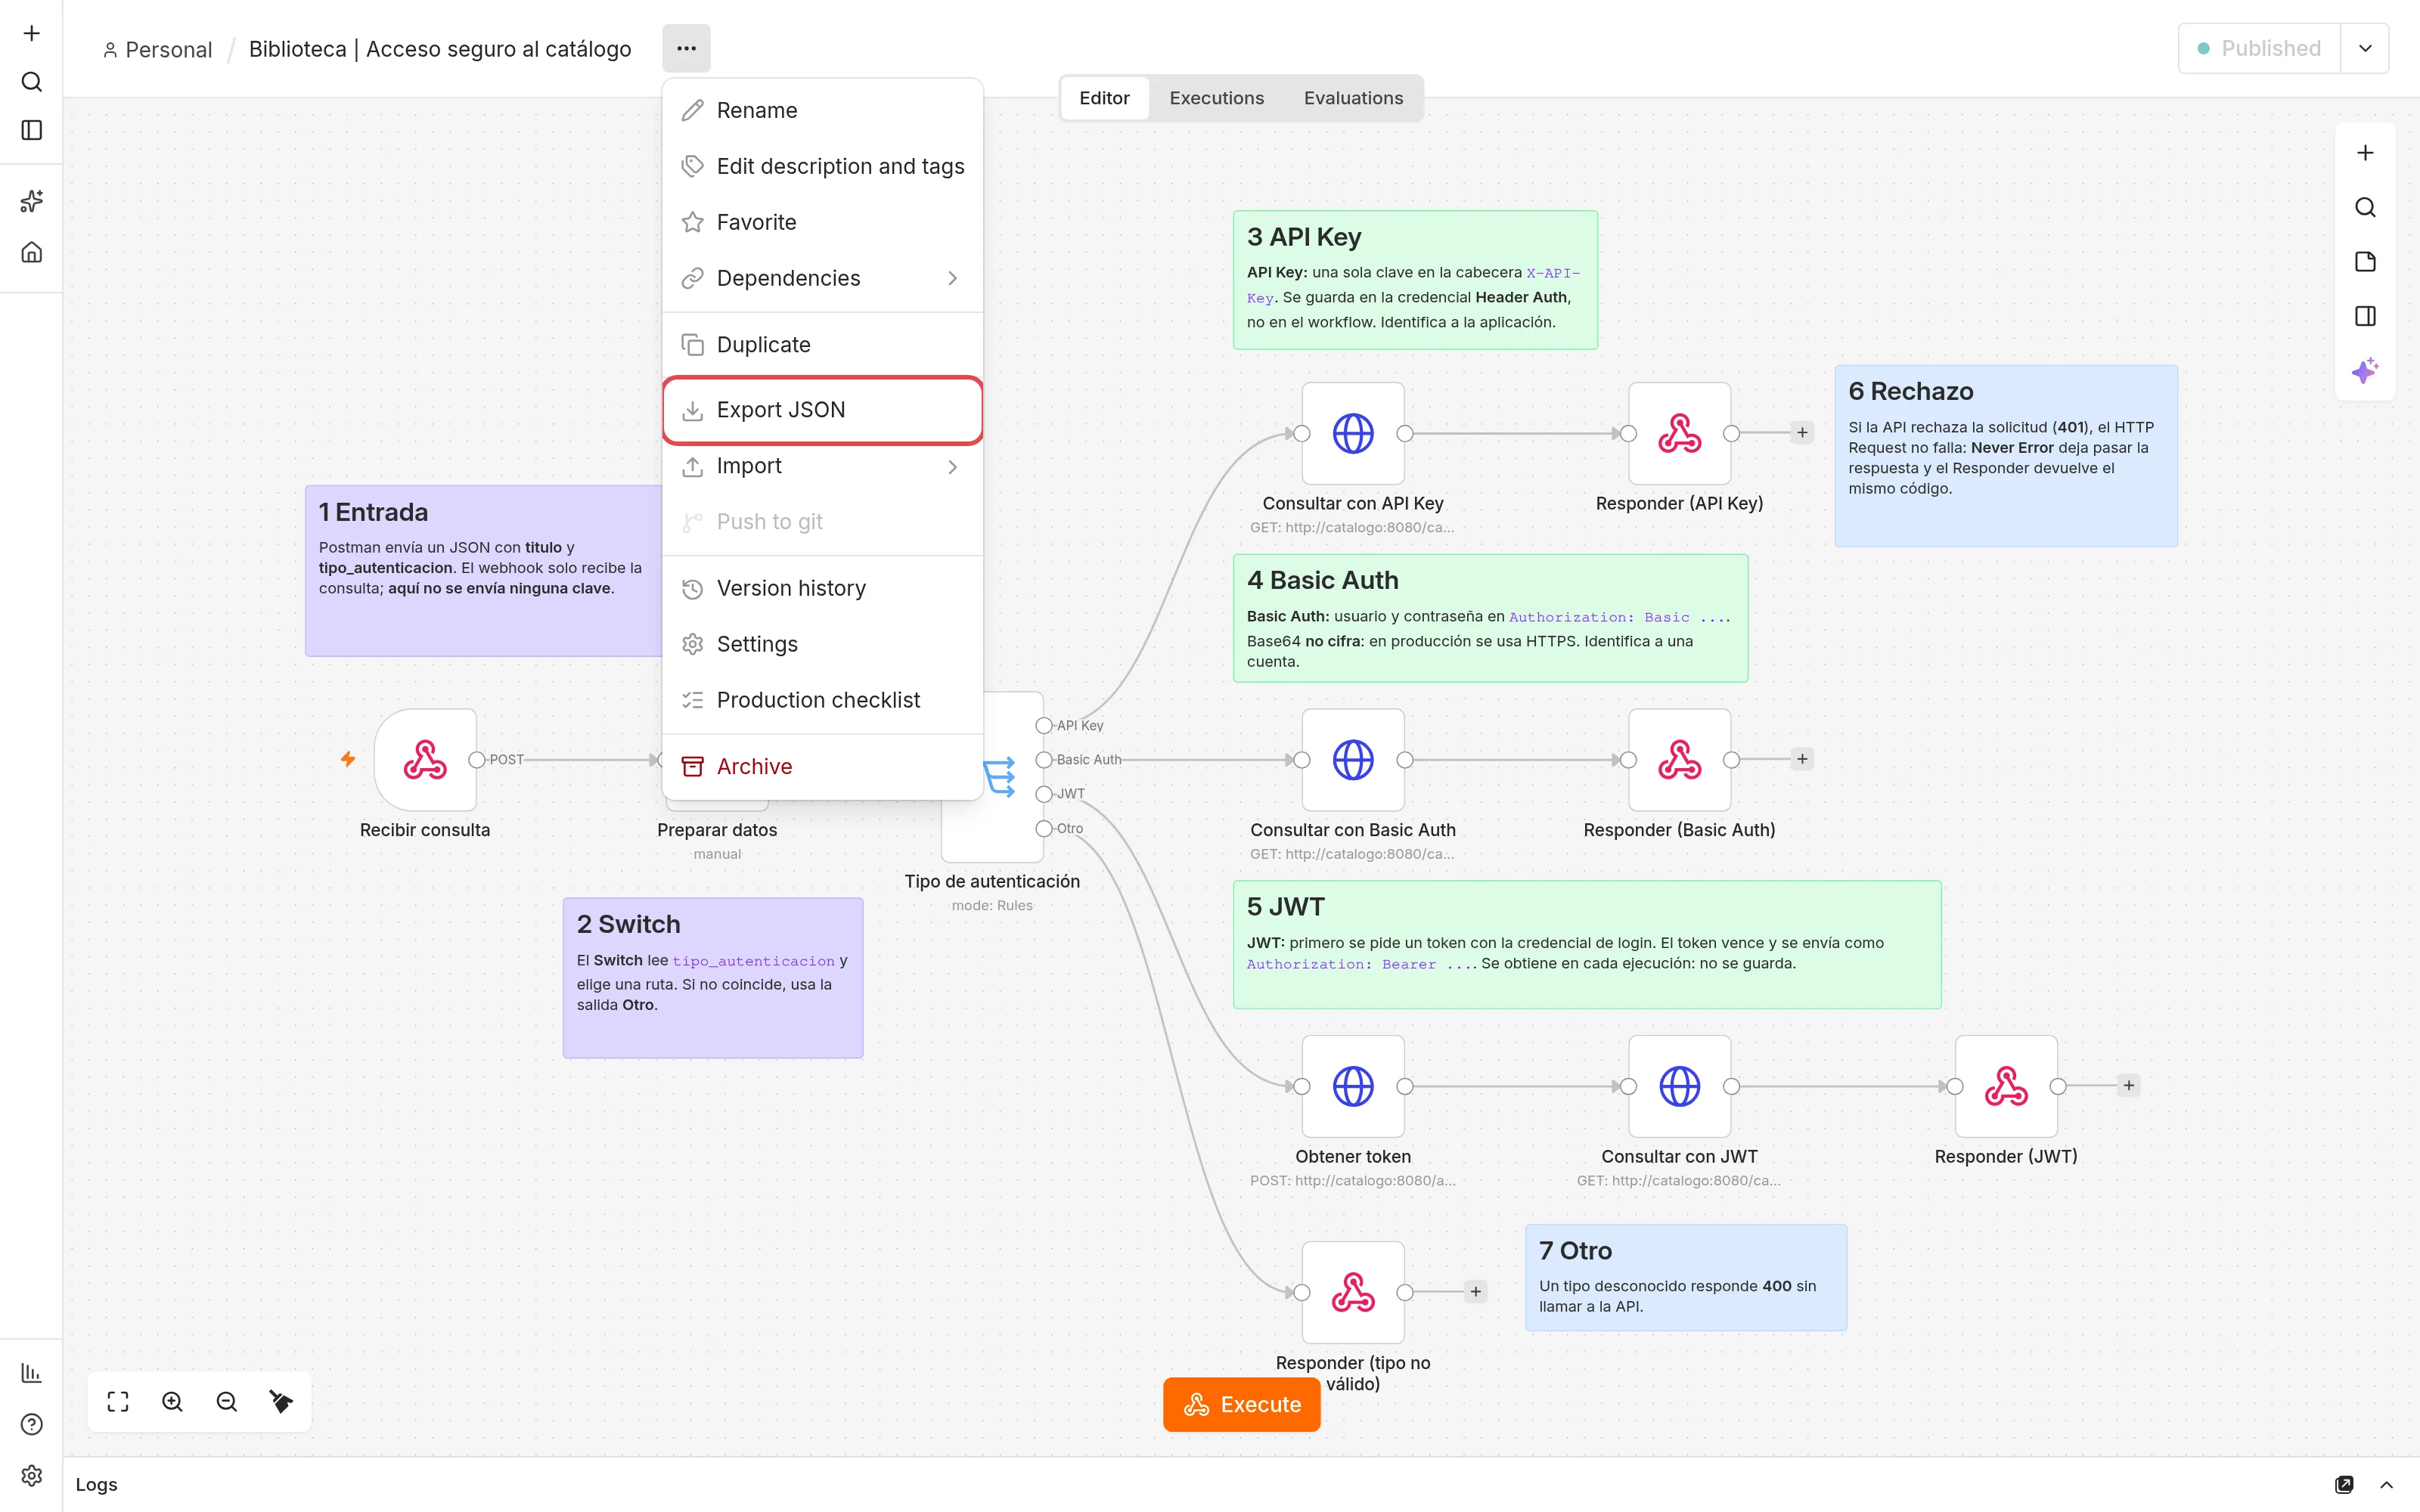 Personal / Biblioteca | Acceso seguro al catálogo
Published
Editor Executions Evaluations
Rename
Edit description and tags
Favorite
Dependencies
Duplicate
Export JSON
Import
Push to git
Version history
Settings
Production checklist
Archive
1 Entrada
Postman envía un JSON con titulo y
tipo_autenticacion. El webhook solo recibe la
consulta; aquí no se envía ninguna clave.
POST
Recibir consulta
Preparar datos
manual
2 Switch
El Switch lee tipo_autenticacion y
elige una ruta. Si no coincide, usa la
salida Otro.
API Key
Basic Auth
JWT
Otro
Tipo de autenticación
mode: Rules
3 API Key
API Key: una sola clave en la cabecera X-API-
Key. Se guarda en la credencial Header Auth,
no en el workflow. Identifica a la aplicación.
Consultar con API Key
GET: http://catalogo:8080/ca...
Responder (API Key)
6 Rechazo
Si la API rechaza la solicitud (401), el HTTP
Request no falla: Never Error deja pasar la
respuesta y el Responder devuelve el
mismo código.
4 Basic Auth
Basic Auth: usuario y contraseña en Authorization: Basic ....
Base64 no cifra: en producción se usa HTTPS. Identifica a una
cuenta.
Consultar con Basic Auth
GET: http://catalogo:8080/ca...
Responder (Basic Auth)
5 JWT
JWT: primero se pide un token con la credencial de login. El token vence y se envía como
Authorization: Bearer .... Se obtiene en cada ejecución: no se guarda.
Obtener token
POST: http://catalogo:8080/a...
Consultar con JWT
GET: http://catalogo:8080/ca...
Responder (JWT)
7 Otro
Un tipo desconocido responde 400 sin
llamar a la API.
Responder (tipo no
válido)
Execute
Logs